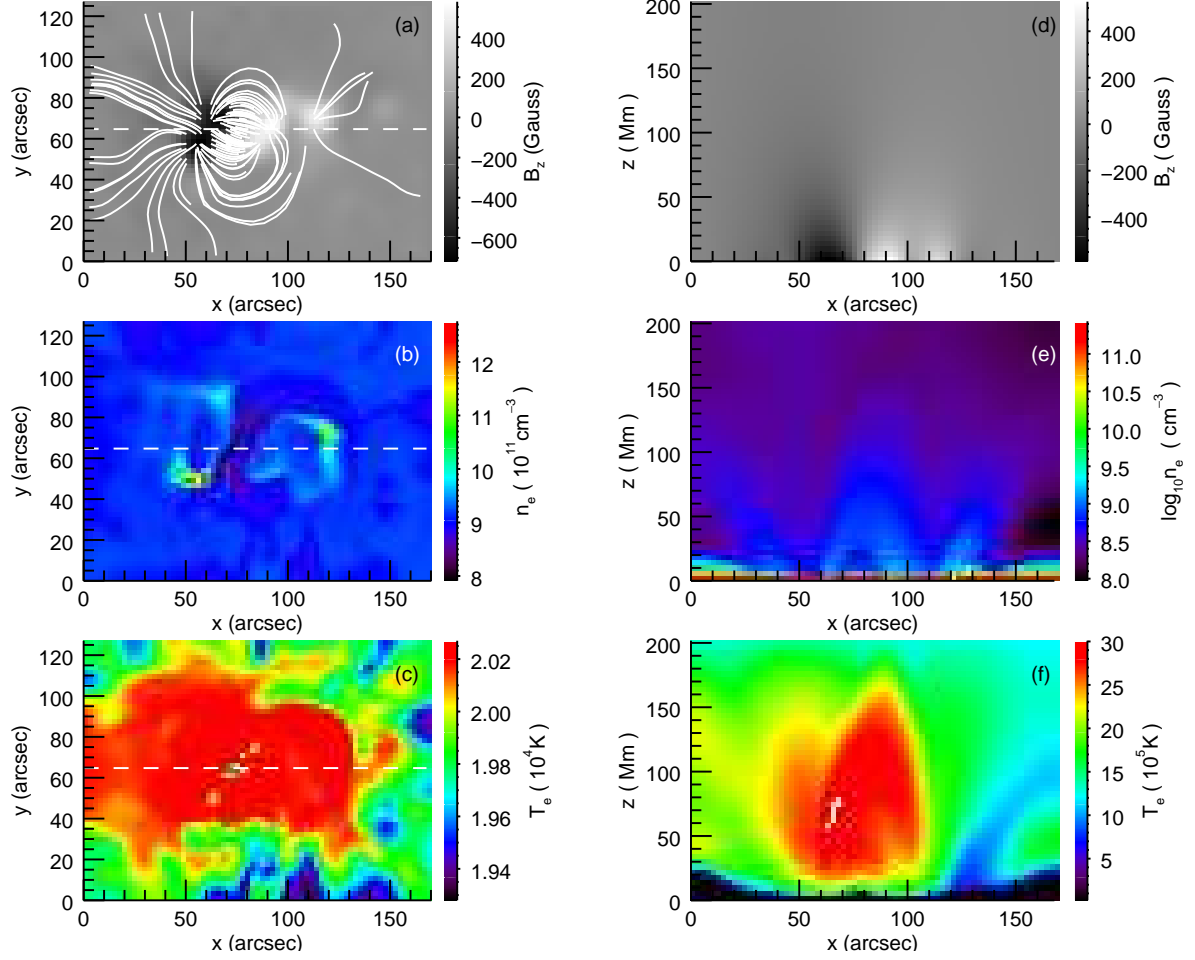 (a)
120
100
80
60
40
20
0
y (arcsec)
0 50 100 150
x (arcsec)
400
200
0
−200
−400
−600
B_z (Gauss)
(d)
200
150
100
50
0
z ( Mm)
0 50 100 150
x (arcsec)
400
200
0
−200
−400
B_z ( Gauss)
(b)
120
100
80
60
40
20
0
y (arcsec)
0 50 100 150
x (arcsec)
12
11
10
9
8
n_e ( 10^11 cm^−3)
(e)
200
150
100
50
0
z ( Mm)
0 50 100 150
x (arcsec)
11.0
10.5
10.0
9.5
9.0
8.5
8.0
log_10 n_e ( cm^−3)
(c)
120
100
80
60
40
20
0
y (arcsec)
0 50 100 150
x (arcsec)
2.02
2.00
1.98
1.96
1.94
T_e (10^4 K)
(f)
200
150
100
50
0
z ( Mm)
0 50 100 150
x (arcsec)
30
25
20
15
10
5
T_e ( 10^5 K)